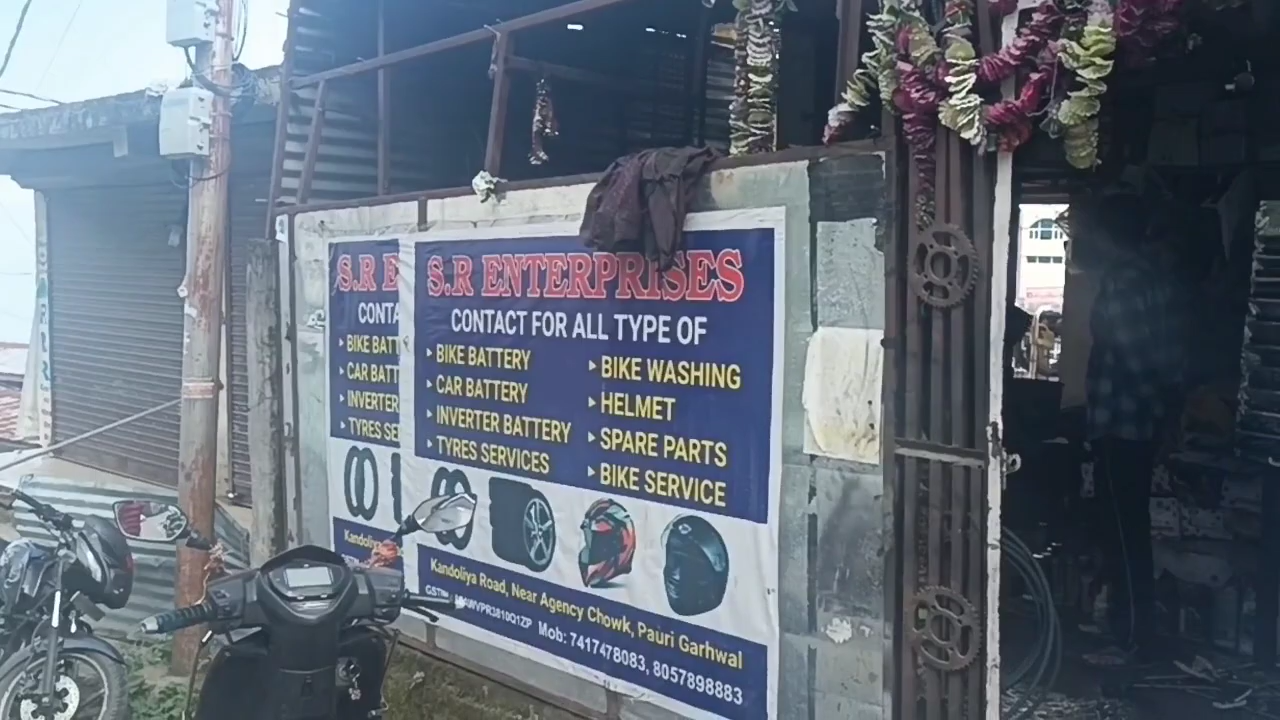 S.R ENTERPRISES
CONTACT FOR ALL TYPE OF
BIKE BATTERY
CAR BATTERY
INVERTER BATTERY
TYRES SERVICES
BIKE WASHING
HELMET
SPARE PARTS
BIKE SERVICE
Kandoliya Road, Near Agency Chowk, Pauri Garhwal
Mob: 7417478083, 8057898883
S.R E
CONTA
BIKE BATT
CAR BATT
INVERTER
TYRES SE
Kandoliya